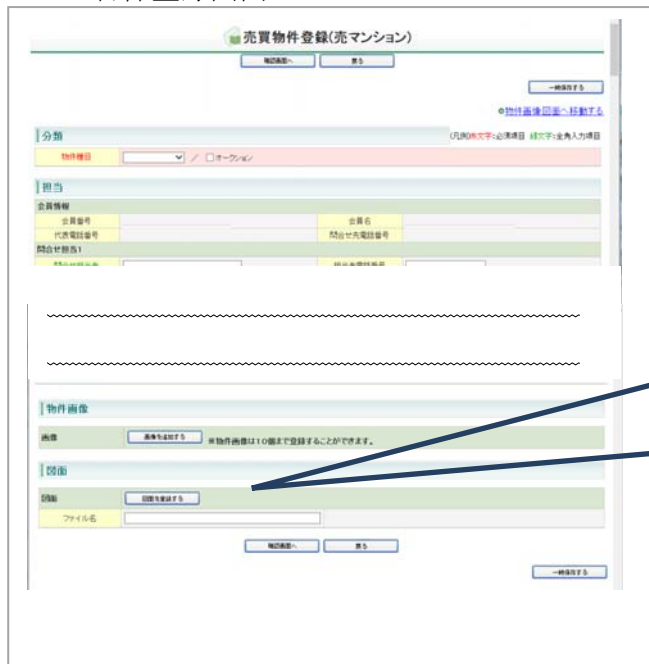 売買物件登録(売マンション)
確認画面へ 戻る
一時保存する
物件画像図面へ移動する
分類 (凡例)赤文字:必須項目 緑文字:全角入力項目
物件種目 / オークション
担当
会員情報
会員番号 会員名
代表電話番号 問合せ先電話番号
問合せ担当1
物件画像
画像 画像を追加する ※物件画像は10個まで登録することができます。
図面
図面 図面を登録する
ファイル名
確認画面へ 戻る
一時保存する